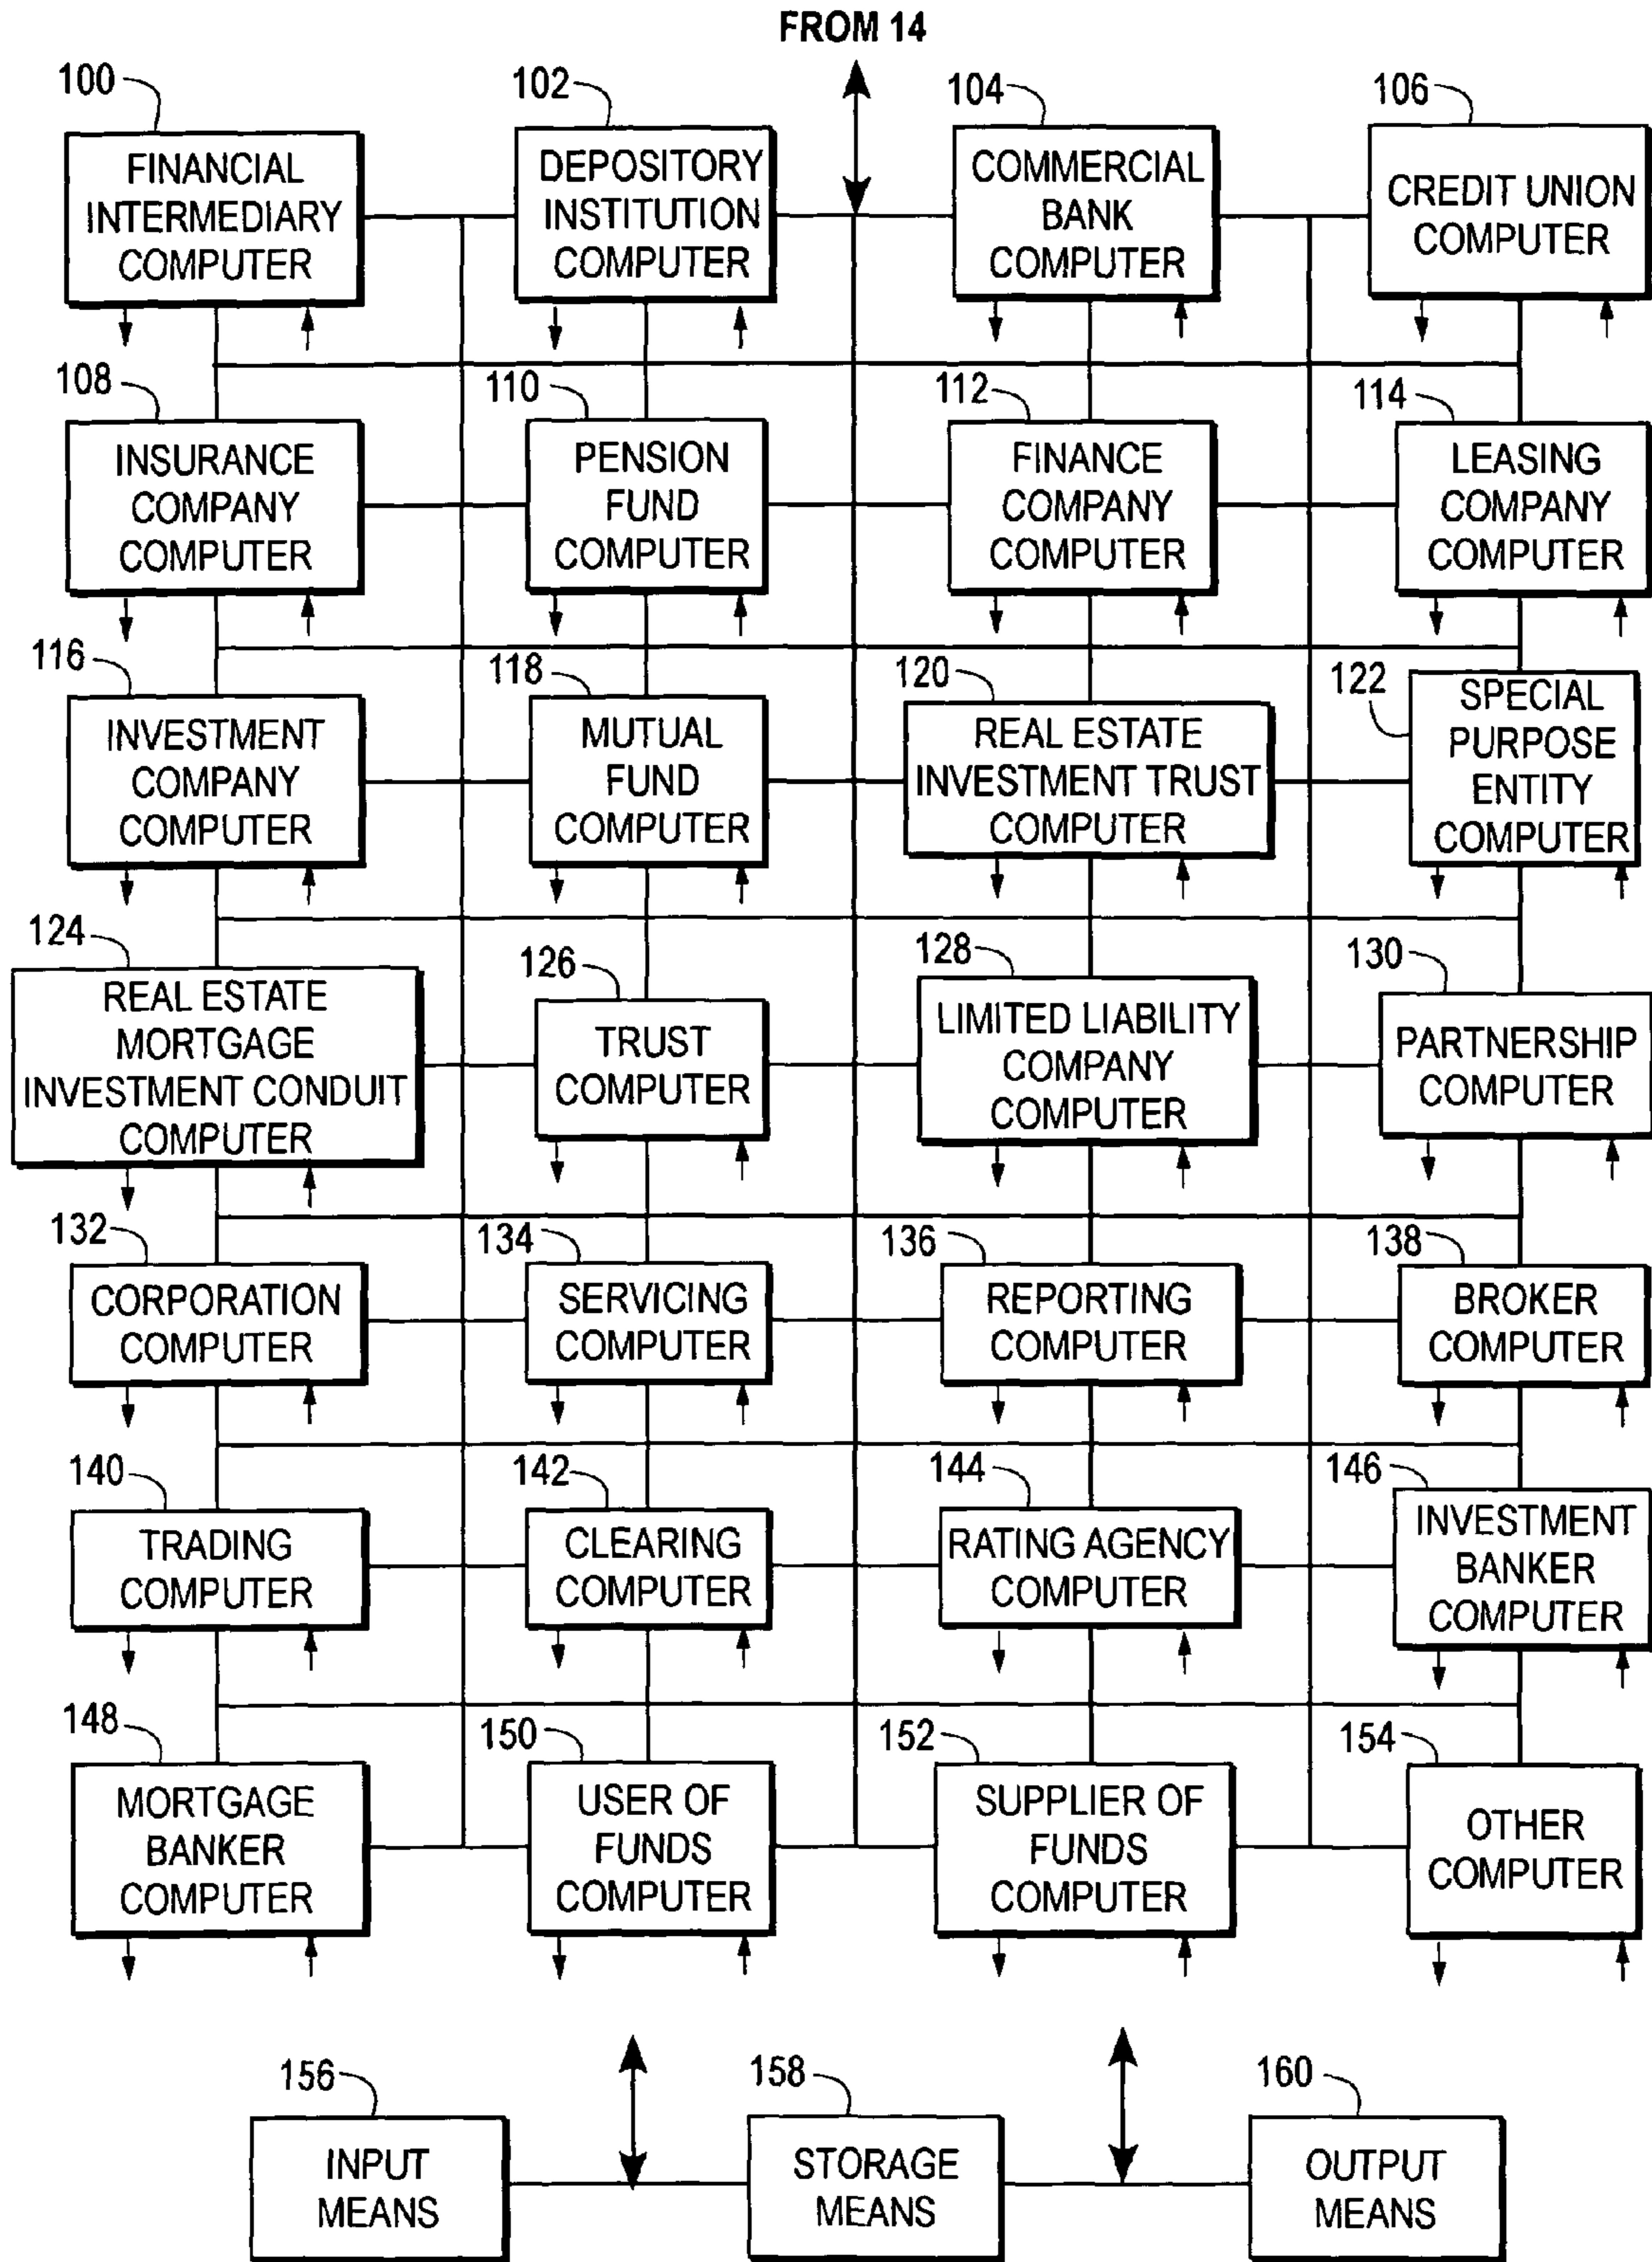 FROM 14
100
102
104
106
FINANCIAL
INTERMEDIARY
COMPUTER
DEPOSITORY
INSTITUTION
COMPUTER
COMMERCIAL
BANK
COMPUTER
CREDIT UNION
COMPUTER
108
110
112
114
INSURANCE
COMPANY
COMPUTER
PENSION
FUND
COMPUTER
FINANCE
COMPANY
COMPUTER
LEASING
COMPANY
COMPUTER
116
118
120
122
INVESTMENT
COMPANY
COMPUTER
MUTUAL
FUND
COMPUTER
REAL ESTATE
INVESTMENT TRUST
COMPUTER
SPECIAL
PURPOSE
ENTITY
COMPUTER
124
126
128
130
REAL ESTATE
MORTGAGE
INVESTMENT CONDUIT
COMPUTER
TRUST
COMPUTER
LIMITED LIABILITY
COMPANY
COMPUTER
PARTNERSHIP
COMPUTER
132
134
136
138
CORPORATION
COMPUTER
SERVICING
COMPUTER
REPORTING
COMPUTER
BROKER
COMPUTER
140
142
144
146
TRADING
COMPUTER
CLEARING
COMPUTER
RATING AGENCY
COMPUTER
INVESTMENT
BANKER
COMPUTER
148
150
152
154
MORTGAGE
BANKER
COMPUTER
USER OF
FUNDS
COMPUTER
SUPPLIER OF
FUNDS
COMPUTER
OTHER
COMPUTER
156
158
160
INPUT
MEANS
STORAGE
MEANS
OUTPUT
MEANS